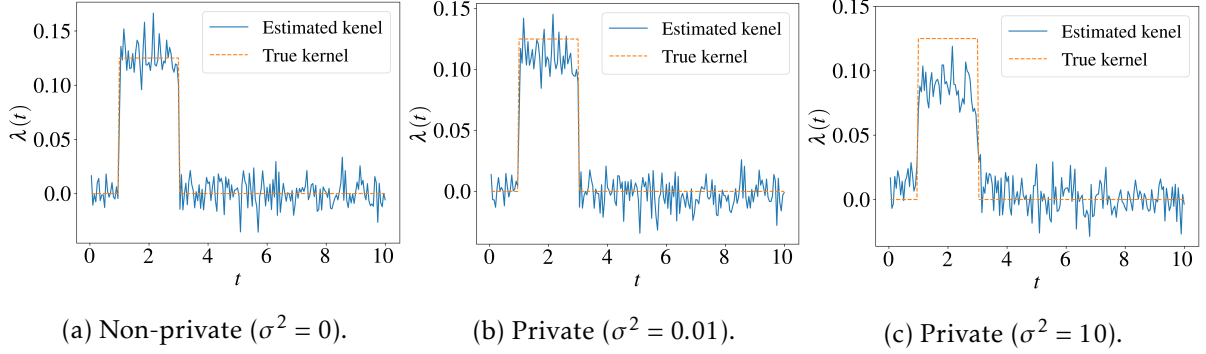 0.15
0.10
0.05
0.0
λ(t)
0 2 4 6 8 10
t
Estimated kenel
True kernel
(a) Non-private (σ² = 0).
0.15
0.10
0.05
0.0
λ(t)
0 2 4 6 8 10
t
Estimated kenel
True kernel
(b) Private (σ² = 0.01).
0.15
0.10
0.05
0.0
λ(t)
0 2 4 6 8 10
t
Estimated kenel
True kernel
(c) Private (σ² = 10).